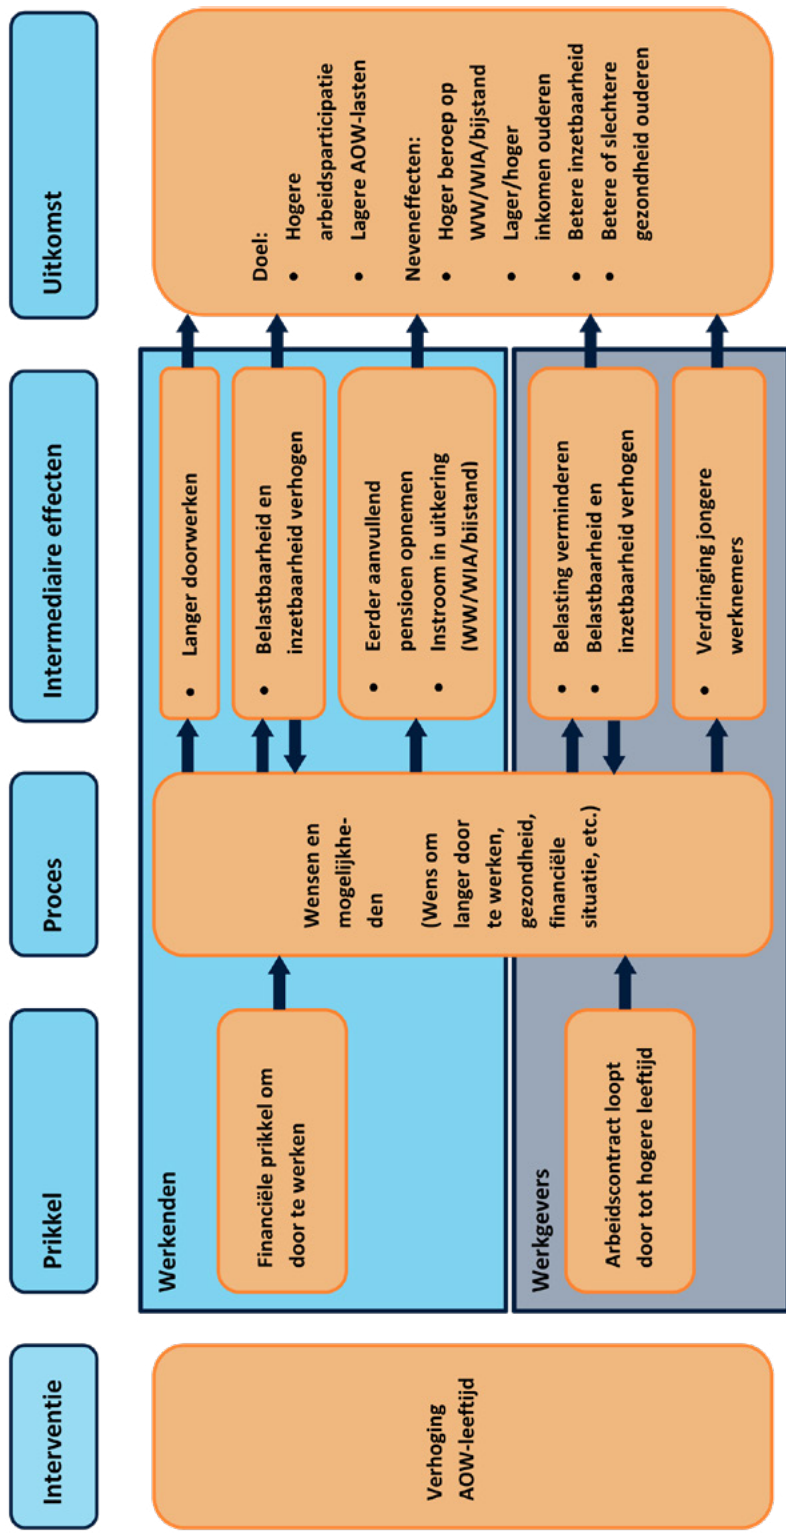 Interventie
Prikkel
Proces
Intermediaire effecten
Uitkomst
Verhoging
AOW-leeftijd
Werkenden
Financiële prikkel om
door te werken
Werkgevers
Arbeidscontract loopt
door tot hogere leeftijd
Wensen en
mogelijkhe-
den
(Wens om
langer door
te werken,
gezondheid,
financiële
situatie, etc.)
• Langer doorwerken
• Belastbaarheid en
inzetbaarheid verhogen
• Eerder aanvullend
pensioen opnemen
• Instroom in uitkering
(WW/WIA/biistand)
• Belasting verminderen
• Belastbaarheid en
inzetbaarheid verhogen
• Verdringing jongere
werknemers
Doel:
• Hogere
arbeidsparticipatie
• Lagere AOW-lasten
Neveneffecten:
• Hoger beroep op
WW/WIA/bijstand
• Lager/hoger
inkomen ouderen
• Betere inzetbaarheid
• Betere of slechtere
gezondheid ouderen